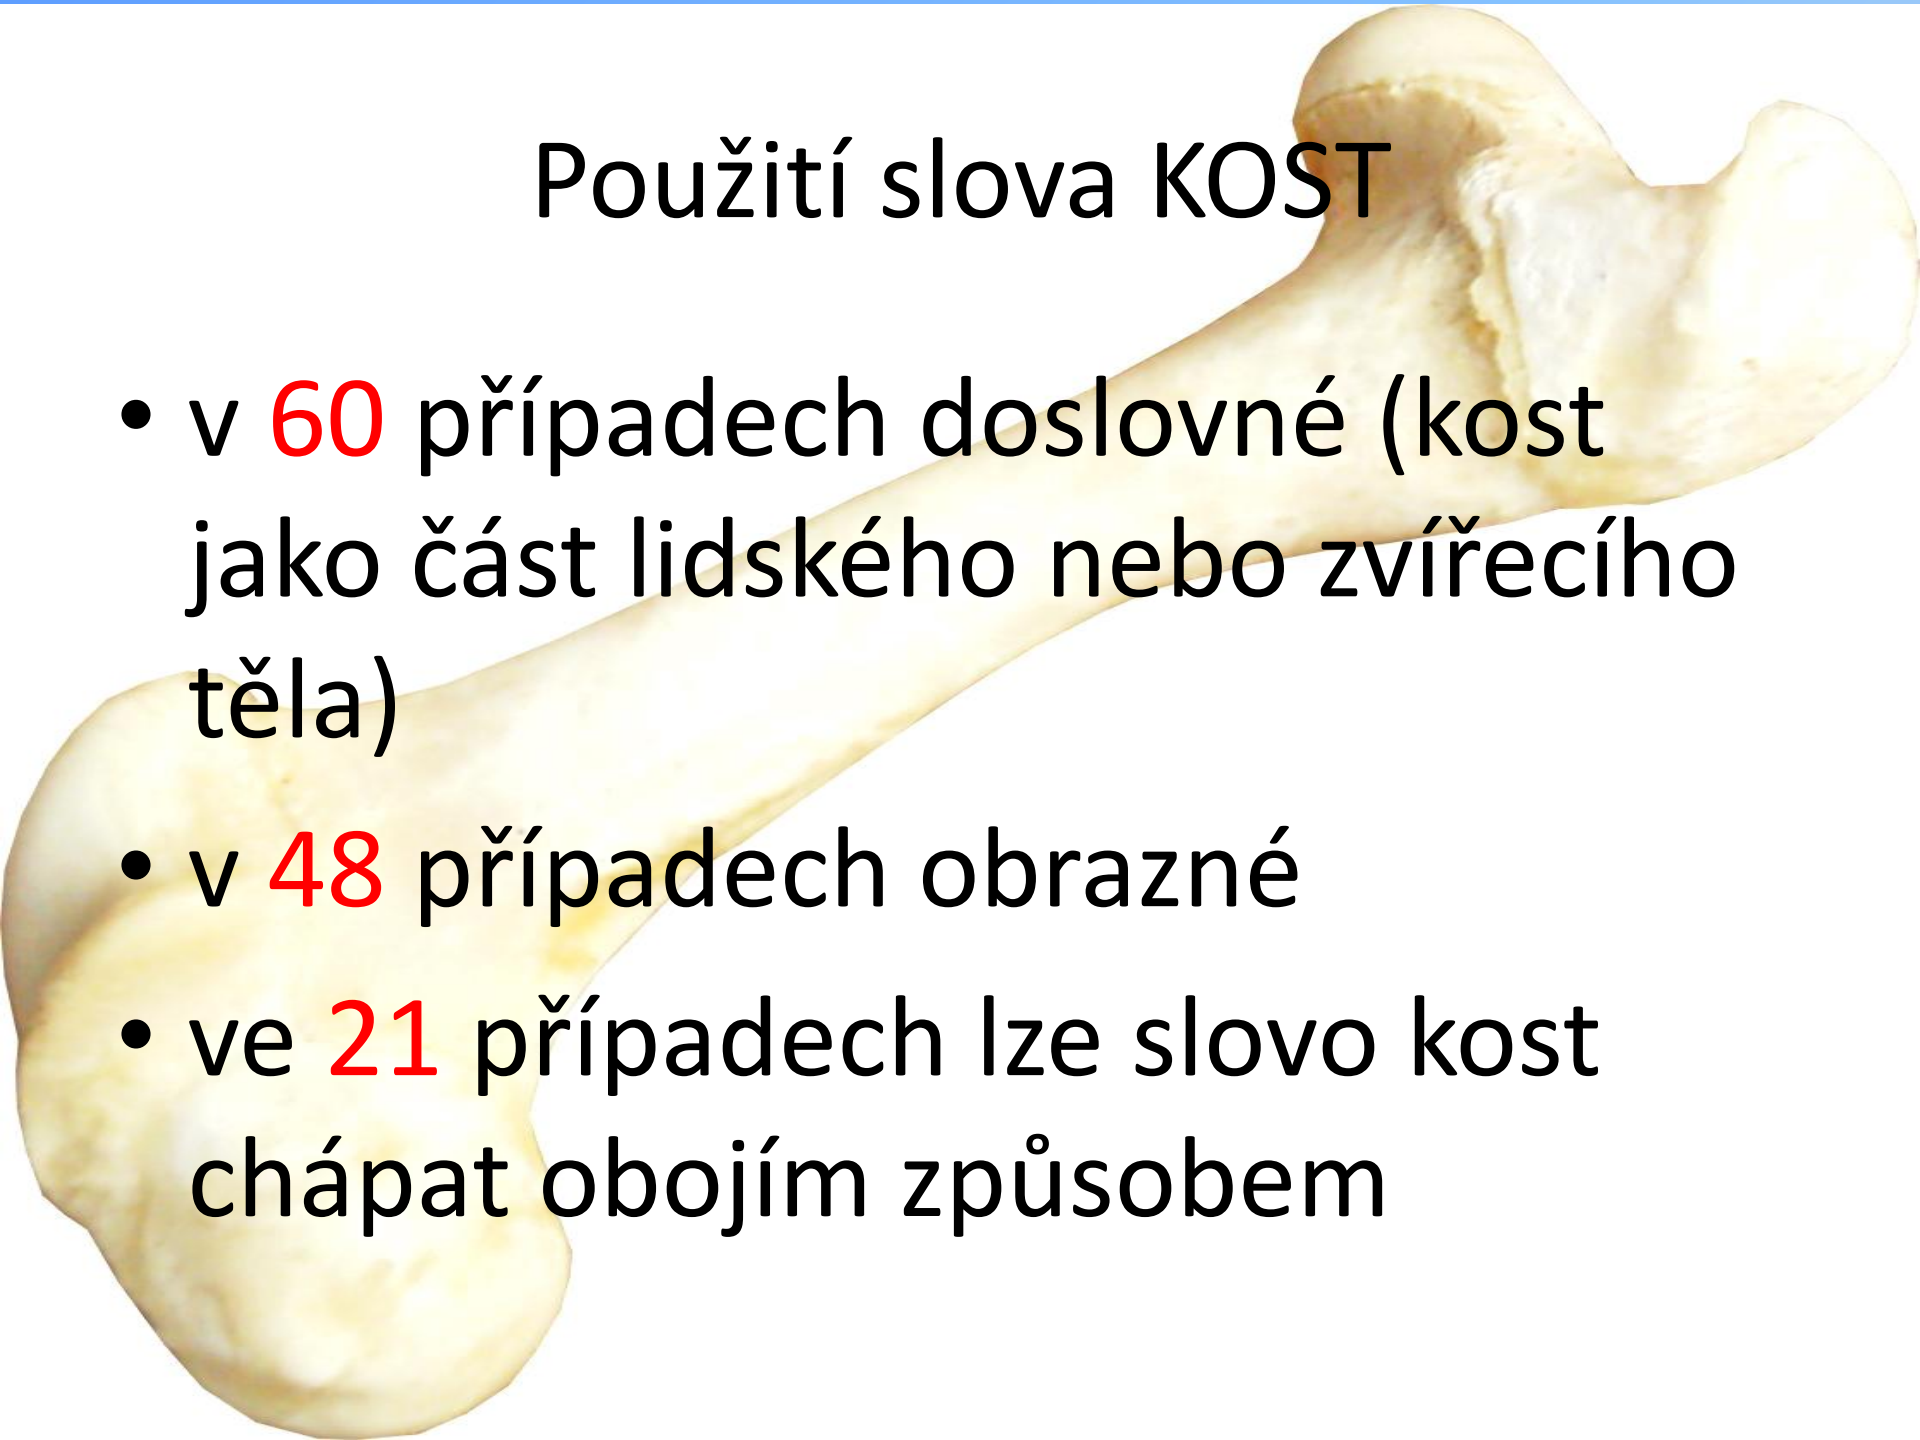 Použití slova KOST
• v 60 případech doslovné (kost
jako část lidského nebo zvířecího
těla)
• v 48 případech obrazné
• ve 21 případech lze slovo kost
chápat obojím způsobem